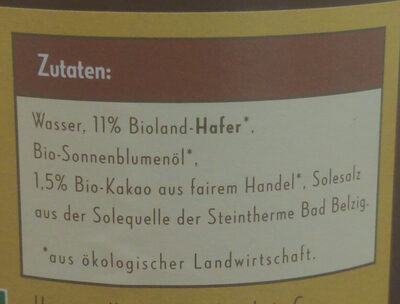 Zutaten:
Wasser, 11% Bioland-Hafer*,
Bio-Sonnenblumenöl*,
1,5% Bio-Kakao aus fairem Handel*, Solesalz
aus der Solequelle der Steintherme Bad Belzig.
*aus ökologischer Landwirtschaft.